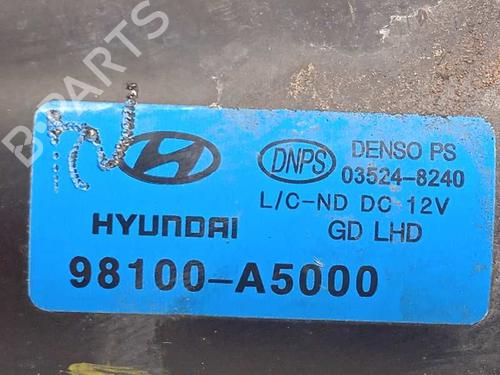 B-PARTS
DNPS
DENSO PS
03524-8240
L/C-ND DC 12V
HYUNDAI
GD LHD
98100-A5000